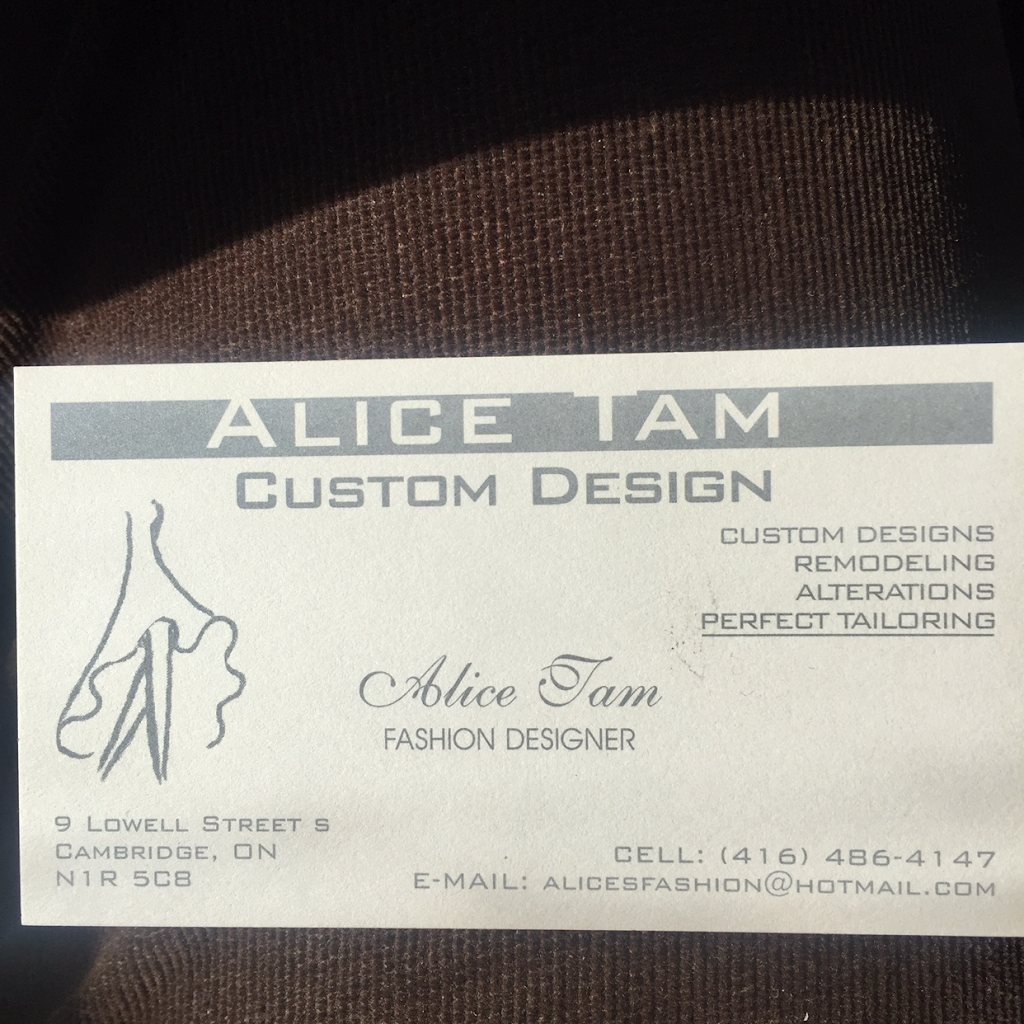 ALICE TAM
CUSTOM DESIGN
CUSTOM DESIGNS
REMODELING
ALTERATIONS
PERFECT TAILORING
Alice Tam
FASHION DESIGNER
9 LOWELL STREET S
CAMBRIDGE, ON
N1R 5C8
CELL: (416) 486-4147
E-MAIL: ALICESFASHION@HOTMAIL.COM